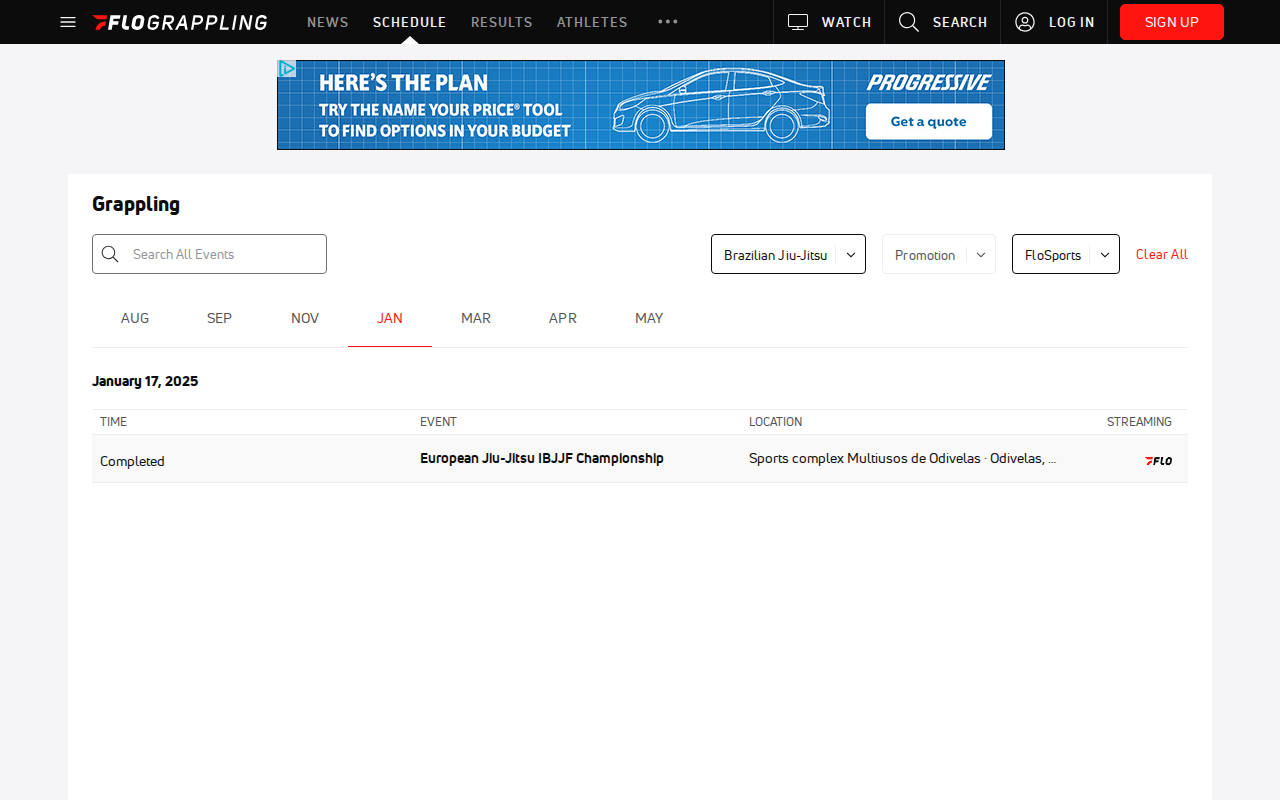 FLOGRAPPLING NEWS SCHEDULE RESULTS ATHLETES WATCH SEARCH LOG IN SIGN UP
HERE'S THE PLAN
TRY THE NAME YOUR PRICE® TOOL
TO FIND OPTIONS IN YOUR BUDGET
PROGRESSIVE
Get a quote
Grappling
Search All Events
Brazilian Jiu-Jitsu
Promotion
FloSports
Clear All
AUG SEP NOV JAN MAR APR MAY
January 17, 2025
TIME EVENT LOCATION STREAMING
Completed European Jiu-Jitsu IBJJF Championship Sports complex Multiusos de Odivelas · Odivelas, ... FLO